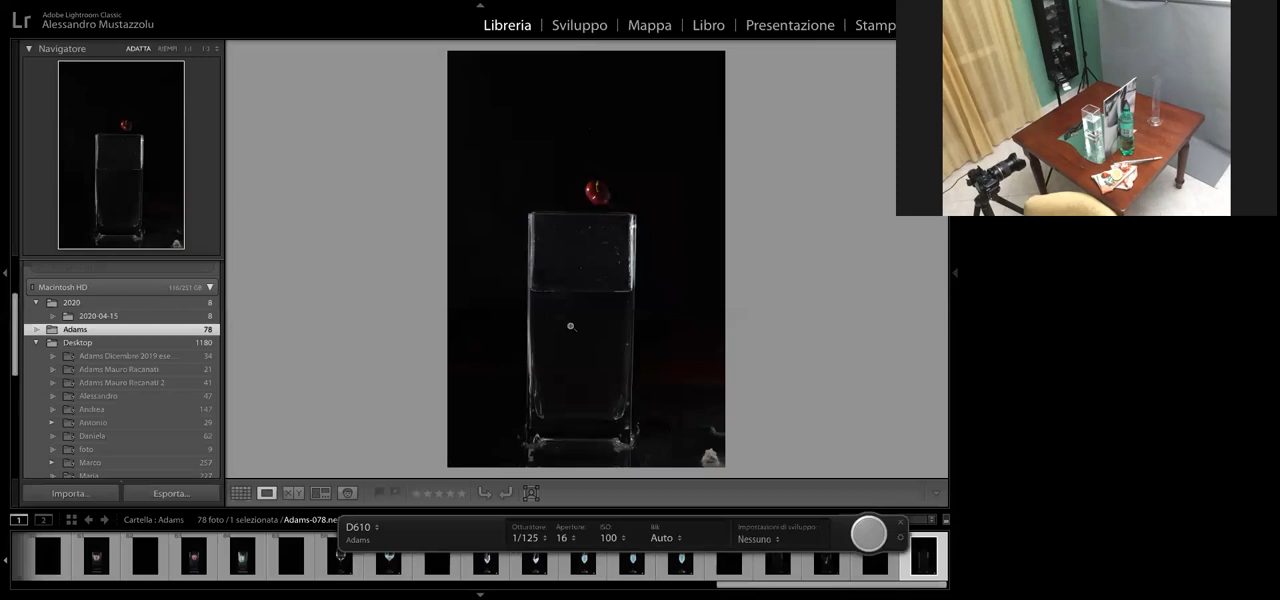 Lr
Adobe Lightroom Classic
Alessandro Mustazzolu
Libreria | Sviluppo | Mappa | Libro | Presentazione | Stamp
Navigatore ADATTA RIEMPI 1:1 1:3
Macintosh HD 116/251 GB
2020 8
2020-04-15 8
Adams 78
Desktop 1180
Adams Dicembre 2019 ese... 34
Adams Mauro Racanati 21
Adams Mauro Recanati 2 41
Alessandro 47
Andrea 147
Antonio 29
Daniela 62
foto 9
Marco 257
Maria 227
Importa... Esporta...
X Y
1 2 Cartella : Adams 78 foto /1 selezionata /Adams-078.ne
D610
Adams
Otturatore: Apertura: ISO: Bil: Impostazioni di sviluppo:
1/125 16 100 Auto Nessuno